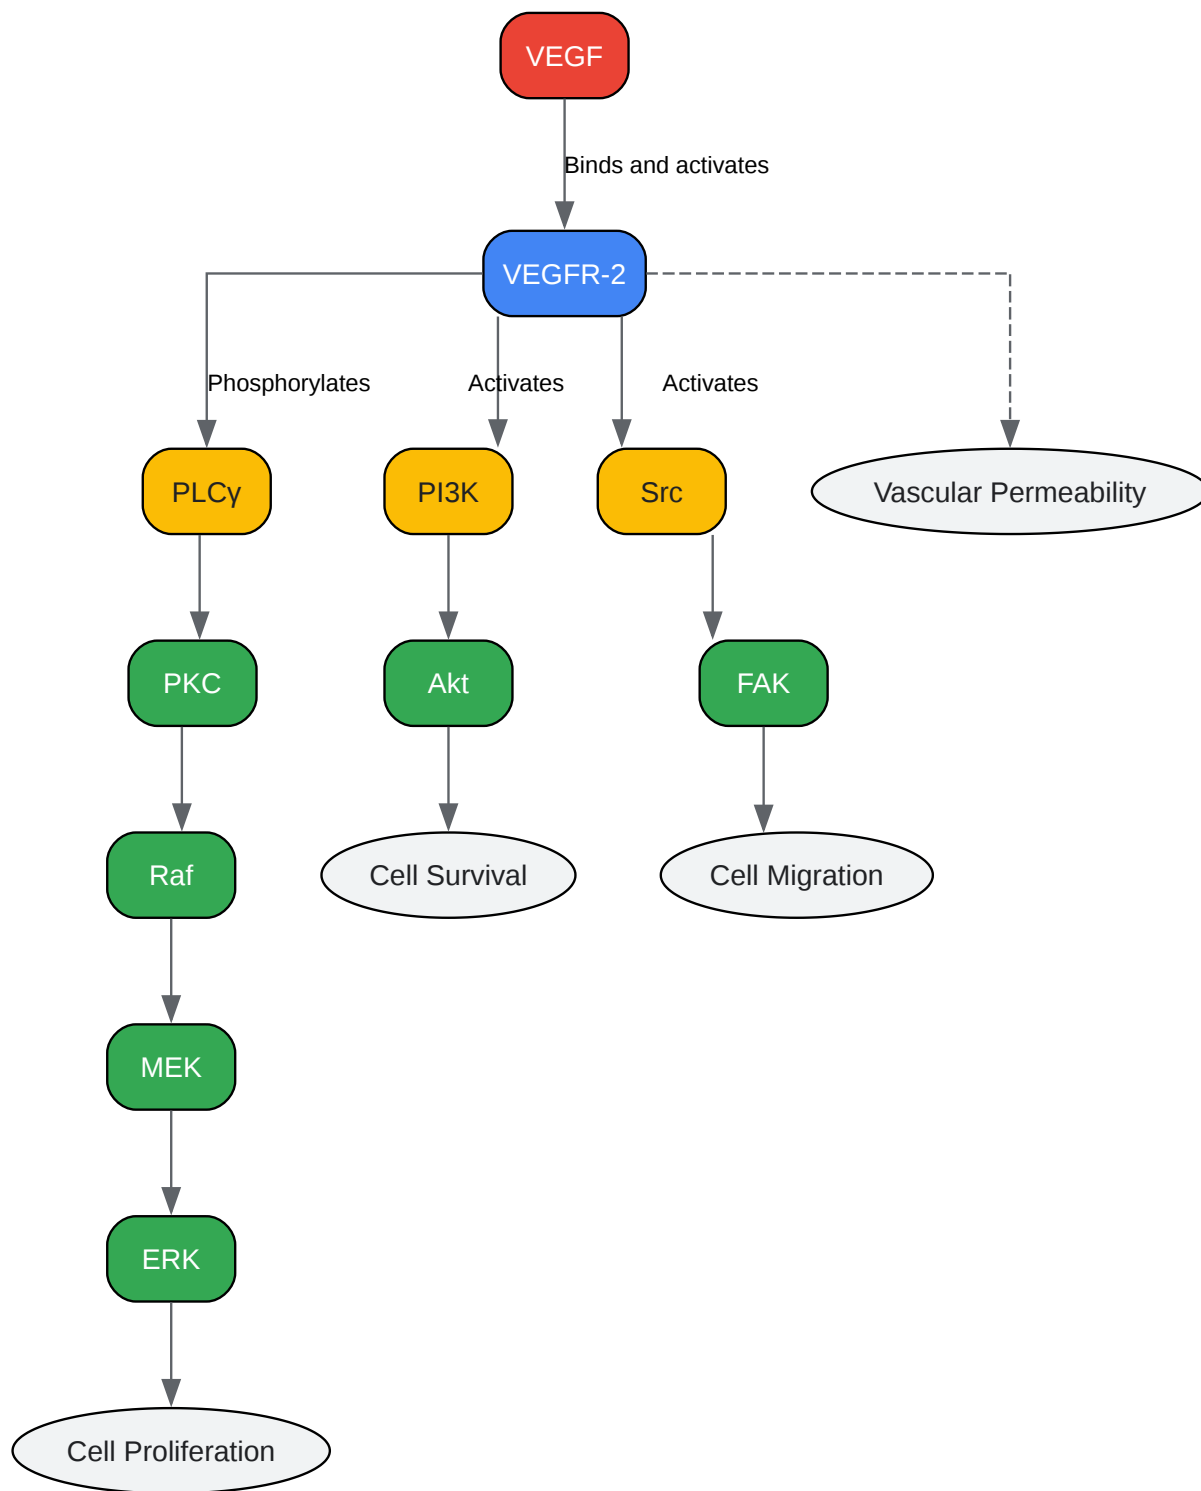 VEGF
Binds and activates
VEGFR-2
Phosphorylates
Activates
Activates
PLCγ
PI3K
Src
Vascular Permeability
PKC
Akt
FAK
Raf
Cell Survival
Cell Migration
MEK
ERK
Cell Proliferation